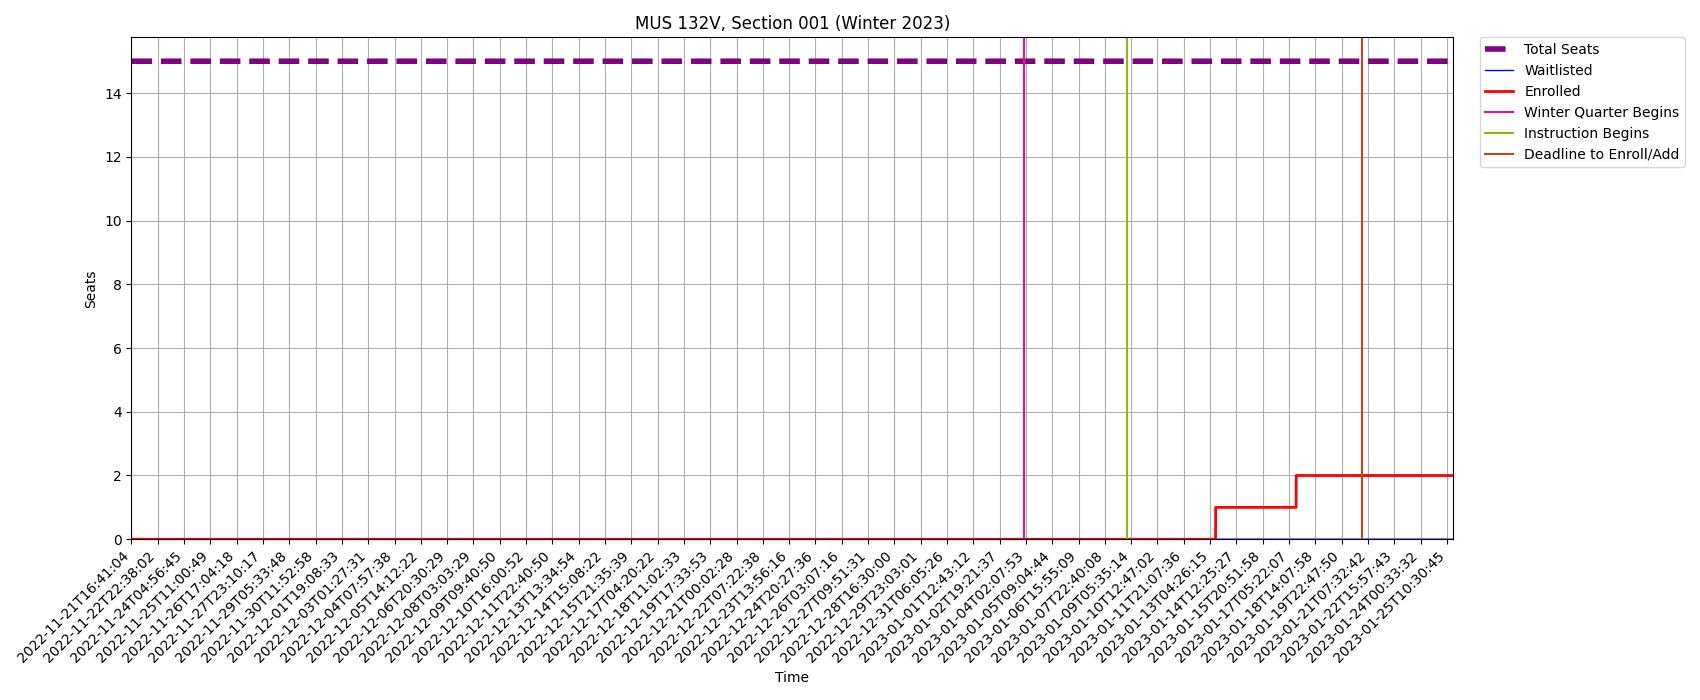 MUS 132V, Section 001 (Winter 2023)
Total Seats
Waitlisted
Enrolled
Winter Quarter Begins
Instruction Begins
Deadline to Enroll/Add
Seats
14
12
10
8
6
4
2
0
2022-11-21T16:41:04
2022-11-22T22:38:02
2022-11-24T04:56:45
2022-11-25T11:00:49
2022-11-26T17:04:18
2022-11-27T23:10:17
2022-11-29T05:33:48
2022-11-30T11:52:58
2022-12-01T19:08:33
2022-12-03T01:27:31
2022-12-04T07:57:38
2022-12-05T14:12:22
2022-12-06T20:30:29
2022-12-08T03:03:29
2022-12-09T09:40:50
2022-12-10T16:00:52
2022-12-11T22:40:50
2022-12-13T13:34:54
2022-12-14T15:08:22
2022-12-15T21:35:39
2022-12-17T04:20:22
2022-12-18T11:02:33
2022-12-19T17:33:53
2022-12-21T00:02:28
2022-12-22T07:22:38
2022-12-23T13:56:16
2022-12-24T20:27:36
2022-12-26T03:07:16
2022-12-27T09:51:31
2022-12-28T16:30:00
2022-12-29T23:03:01
2022-12-31T06:05:26
2023-01-01T12:43:12
2023-01-02T19:21:37
2023-01-04T02:07:53
2023-01-05T09:04:44
2023-01-06T15:55:09
2023-01-07T22:40:08
2023-01-09T05:35:14
2023-01-10T12:47:02
2023-01-11T21:07:36
2023-01-13T04:26:15
2023-01-14T12:25:27
2023-01-15T20:51:58
2023-01-17T05:22:07
2023-01-18T14:07:58
2023-01-19T22:47:50
2023-01-21T07:32:42
2023-01-22T15:57:43
2023-01-24T00:33:32
2023-01-25T10:30:45
Time